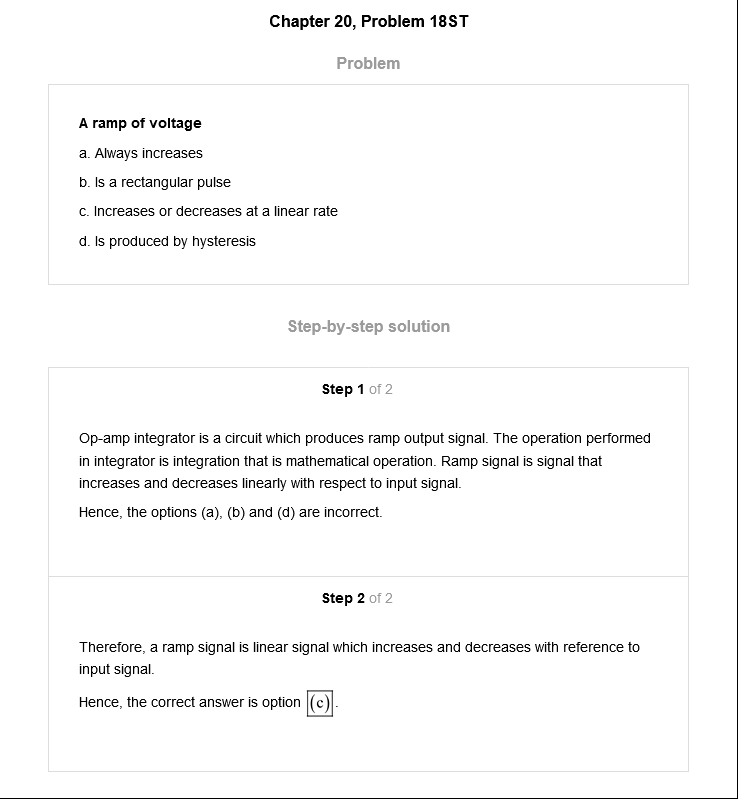 Chapter 20, Problem 18ST
Problem
A ramp of voltage
a. Always increases
b. Is a rectangular pulse
c. Increases or decreases at a linear rate
d. Is produced by hysteresis
Step-by-step solution
Step 1 of 2
Op-amp integrator is a circuit which produces ramp output signal. The operation performed
in integrator is integration that is mathematical operation. Ramp signal is signal that
increases and decreases linearly with respect to input signal.
Hence, the options (a), (b) and (d) are incorrect.
Step 2 of 2
Therefore, a ramp signal is linear signal which increases and decreases with reference to
input signal.
Hence, the correct answer is option (c).